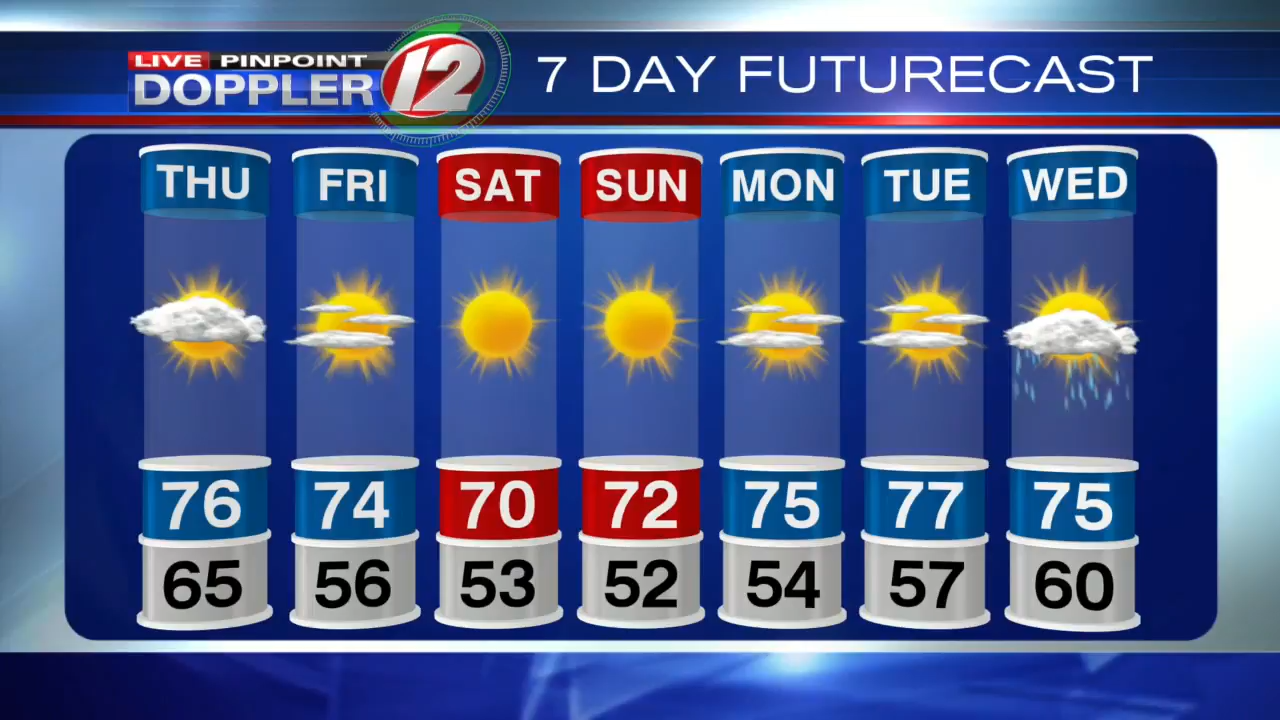 LIVE PINPOINT
DOPPLER 12
7 DAY FUTURECAST
THU FRI SAT SUN MON TUE WED
76 74 70 72 75 77 75
65 56 53 52 54 57 60